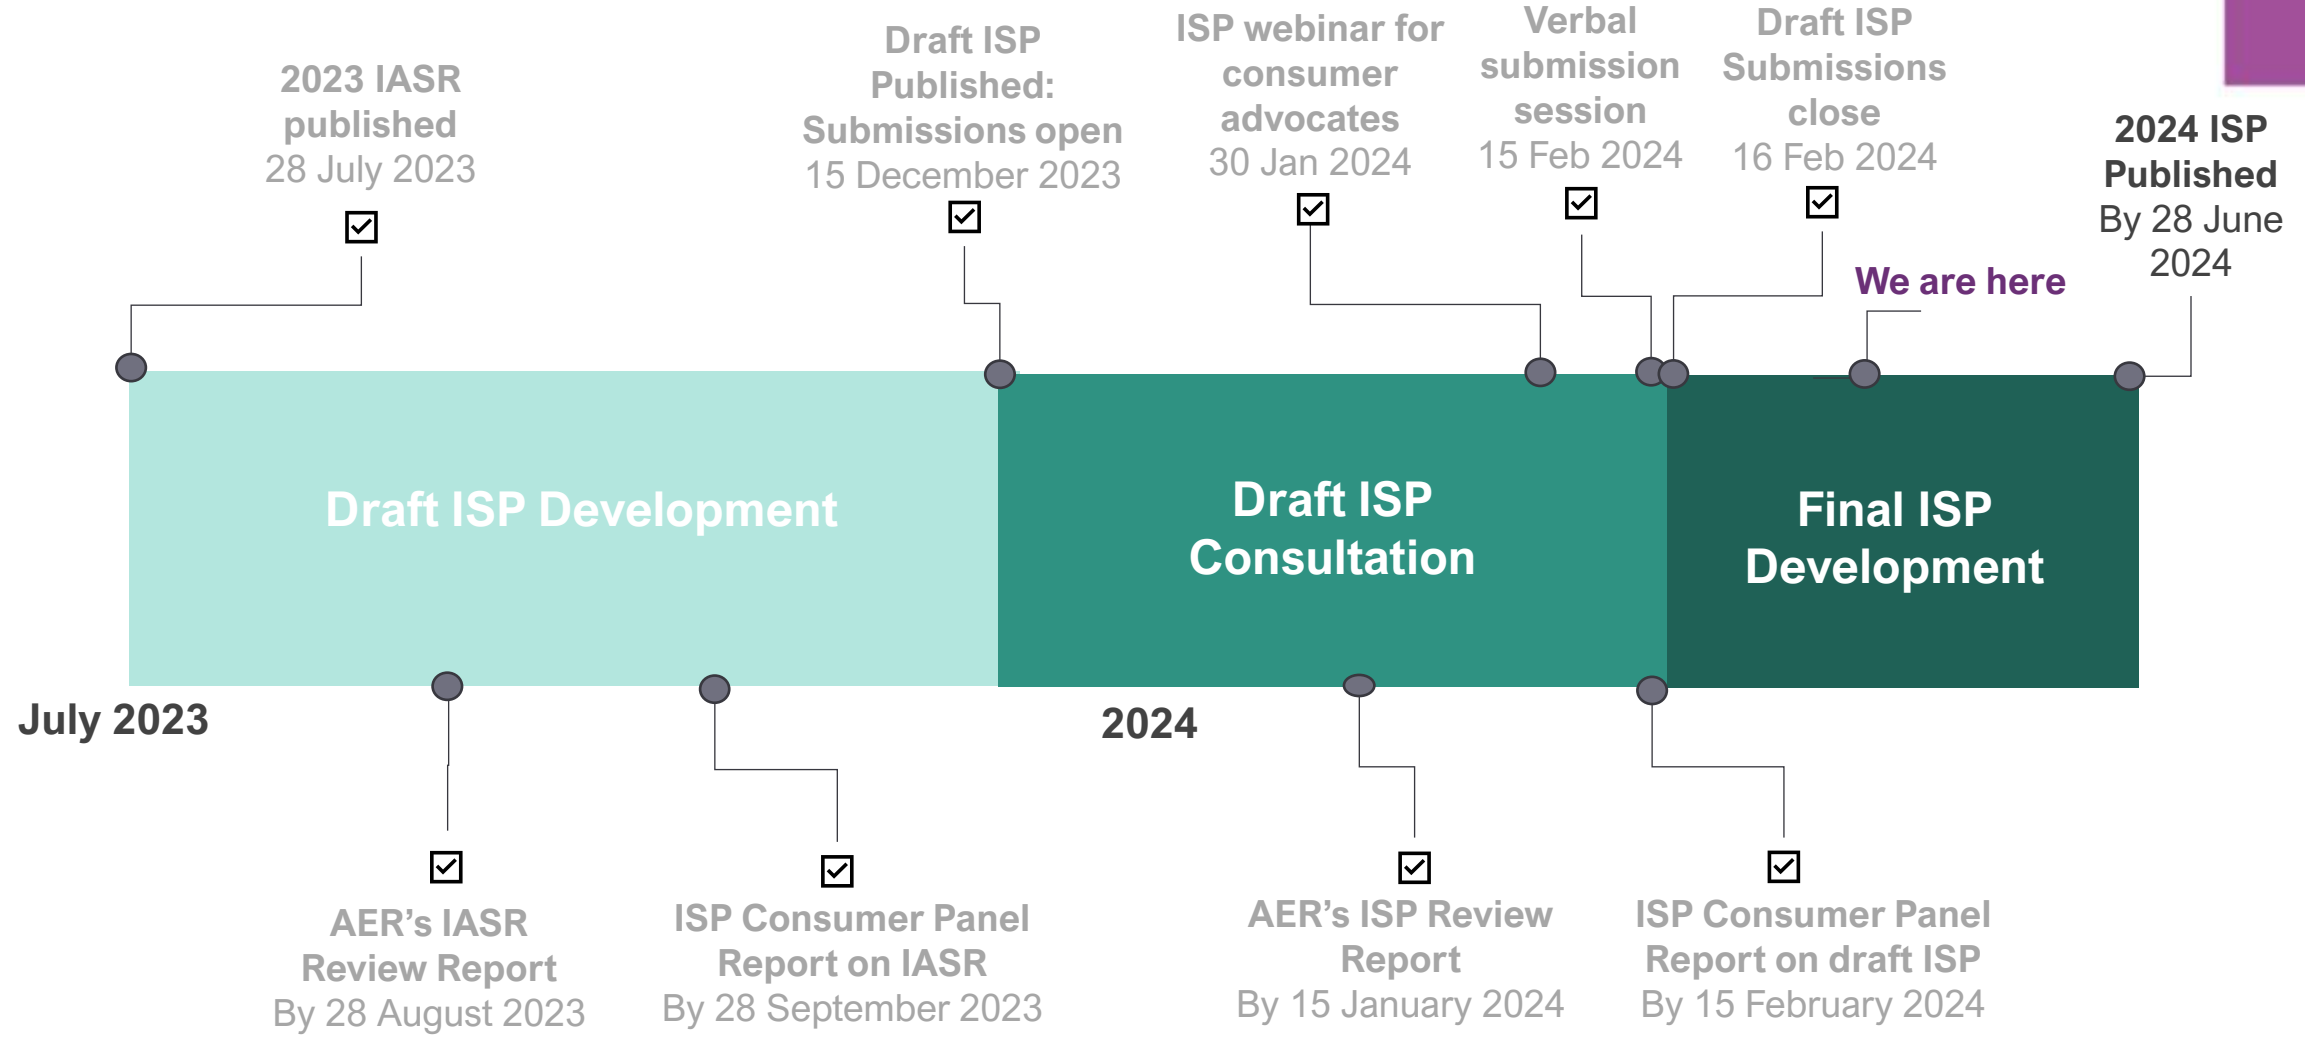 2023 IASR
published
28 July 2023
Draft ISP
Published:
Submissions open
15 December 2023
ISP webinar for
consumer
advocates
30 Jan 2024
Verbal
submission
session
15 Feb 2024
Draft ISP
Submissions
close
16 Feb 2024
2024 ISP
Published
By 28 June
2024
We are here
Draft ISP Development
Draft ISP
Consultation
Final ISP
Development
July 2023
2024
AER’s IASR
Review Report
By 28 August 2023
ISP Consumer Panel
Report on IASR
By 28 September 2023
AER’s ISP Review
Report
By 15 January 2024
ISP Consumer Panel
Report on draft ISP
By 15 February 2024